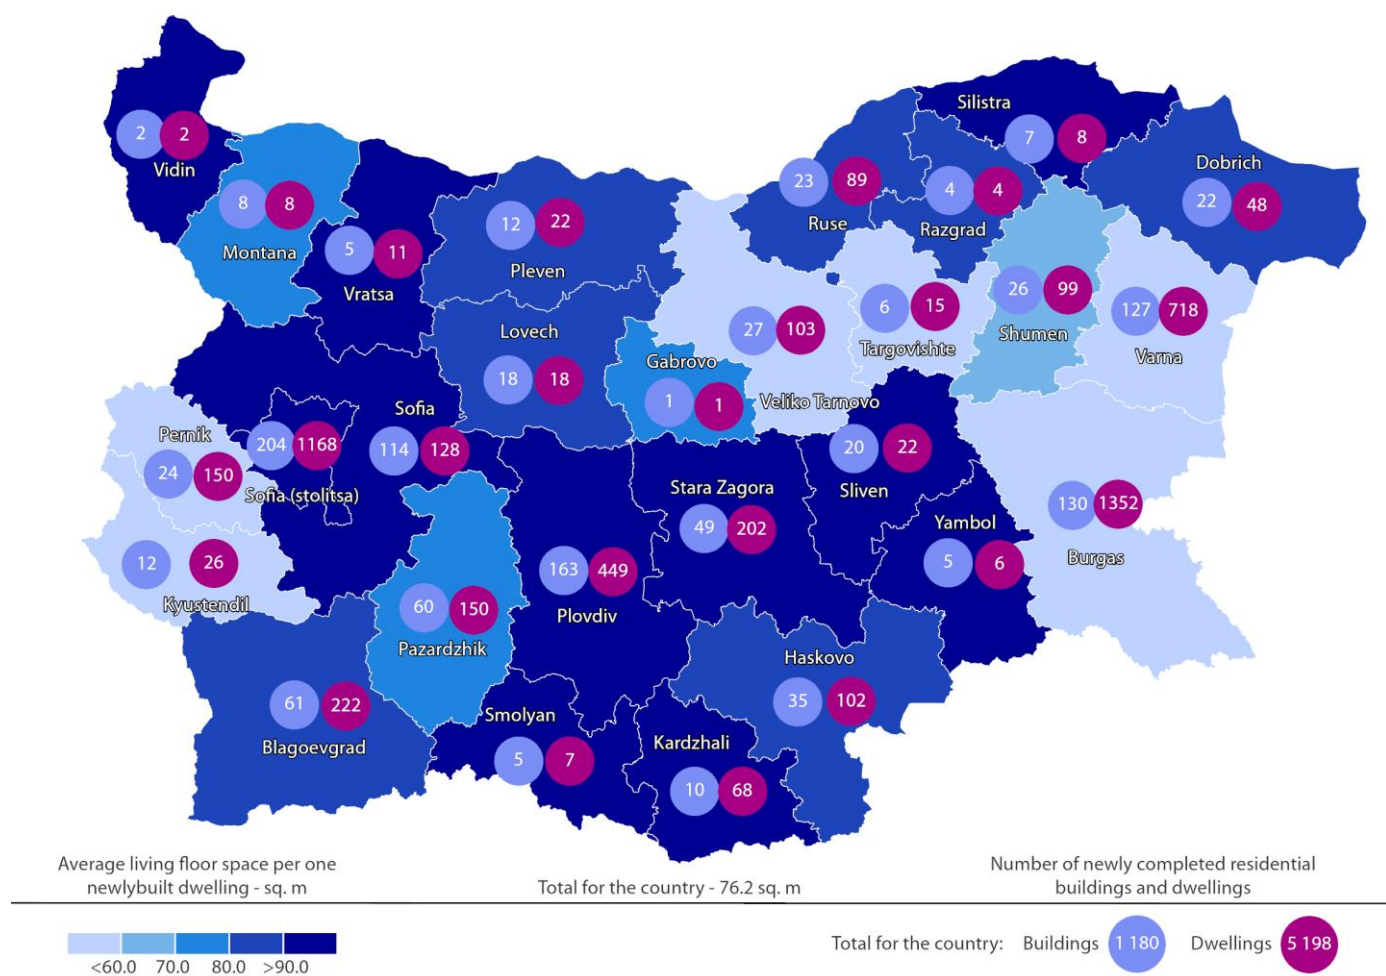 Silistra
7 8
Dobrich
22 48
2 2
Vidin
23 89
Ruse
4 4
Razgrad
8 8
Montana
12 22
Pleven
5 11
Vratsa
26 99
Shumen
127 718
Varna
6 15
Targovishte
27 103
Veliko Tarnovo
Lovech
18 18
Gabrovo
1 1
Sofia
114 128
Pernik
24 150
204 1168
Sofia (stolitsa)
20 22
Sliven
Stara Zagora
49 202
130 1352
Burgas
Yambol
5 6
12 26
Kyustendil
163 449
Plovdiv
60 150
Pazardzhik
Haskovo
35 102
61 222
Blagoevgrad
Smolyan
5 7
Kardzhali
10 68
Average living floor space per one
newlybuilt dwelling - sq. m
Total for the country - 76.2 sq. m
Number of newly completed residential
buildings and dwellings
<60.0 70.0 80.0 >90.0
Total for the country: Buildings 1 180 Dwellings 5 198